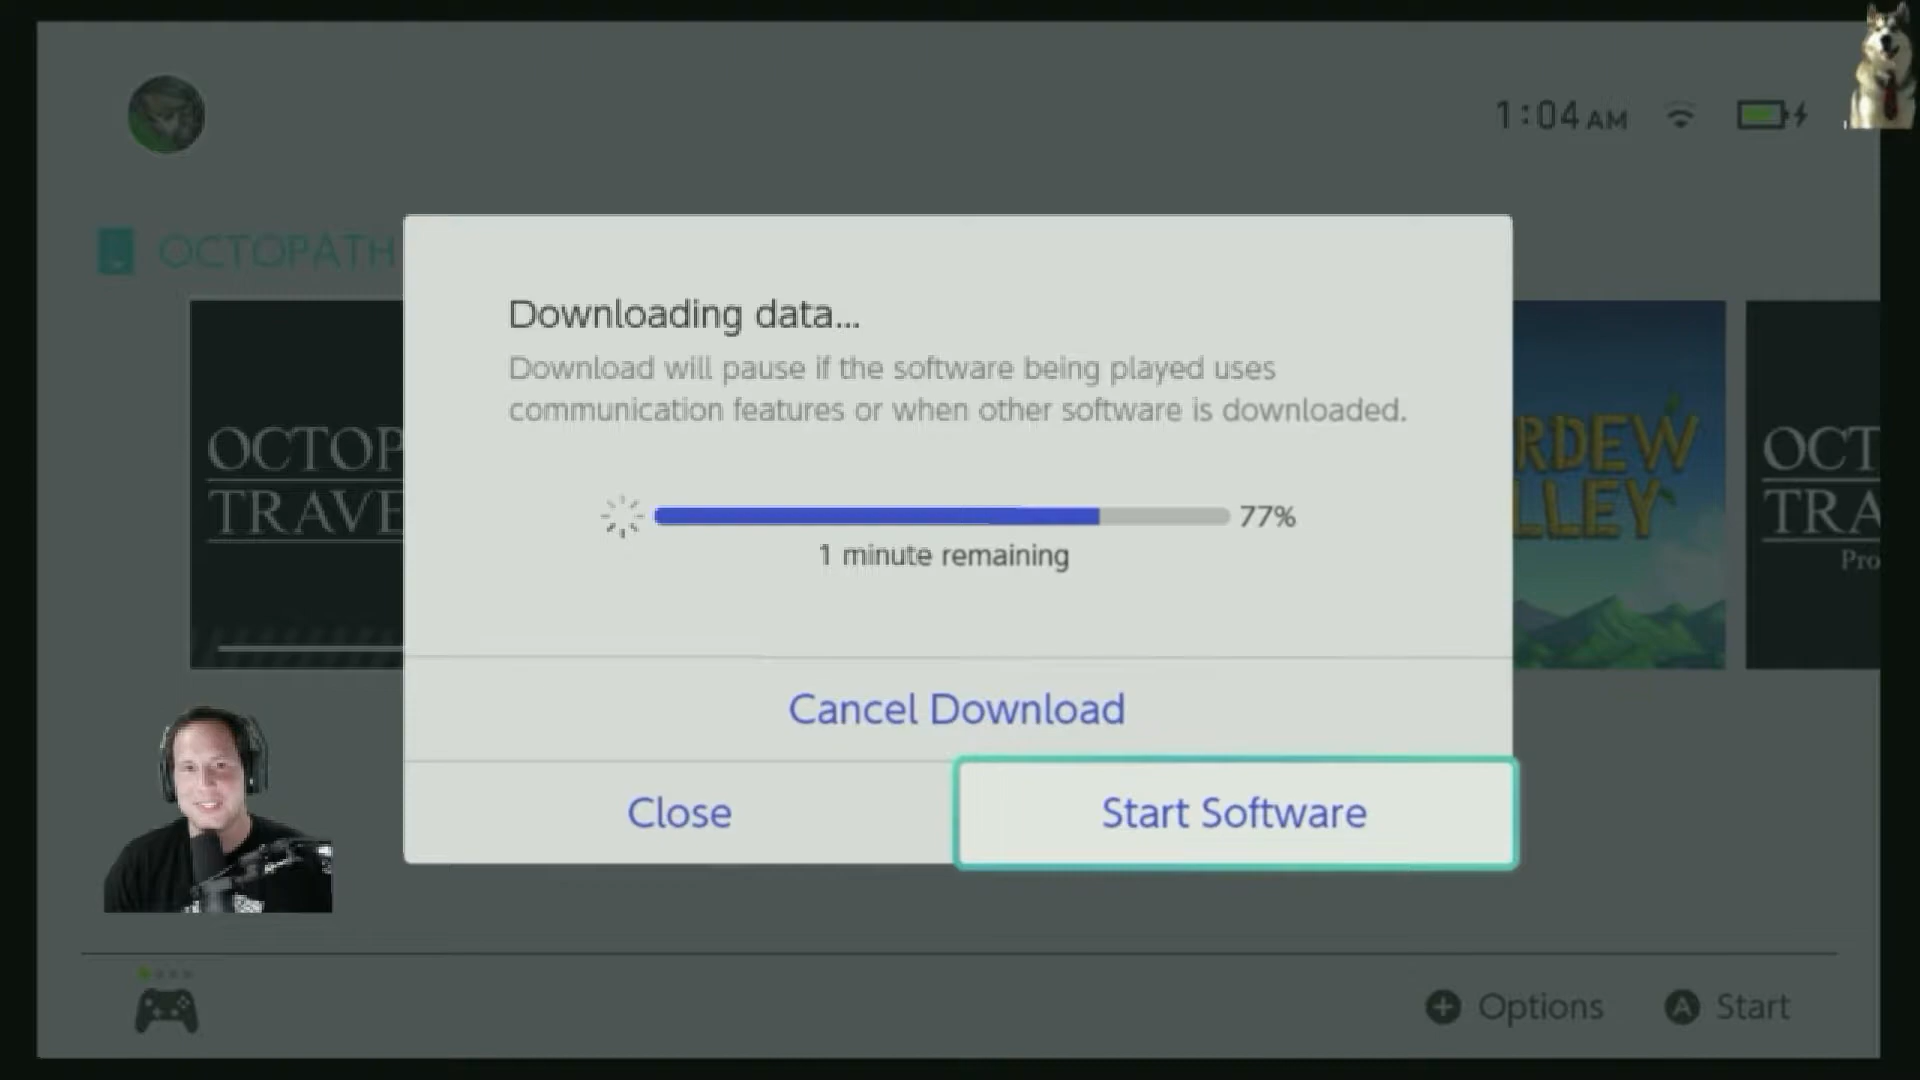 1:04 AM
OCTOPATH
Downloading data...
Download will pause if the software being played uses
communication features or when other software is downloaded.
77%
1 minute remaining
OCTOP
TRAVE
RDEW
LLEY
OCT
TRA
Pro
Cancel Download
Close
Start Software
+ Options
A Start